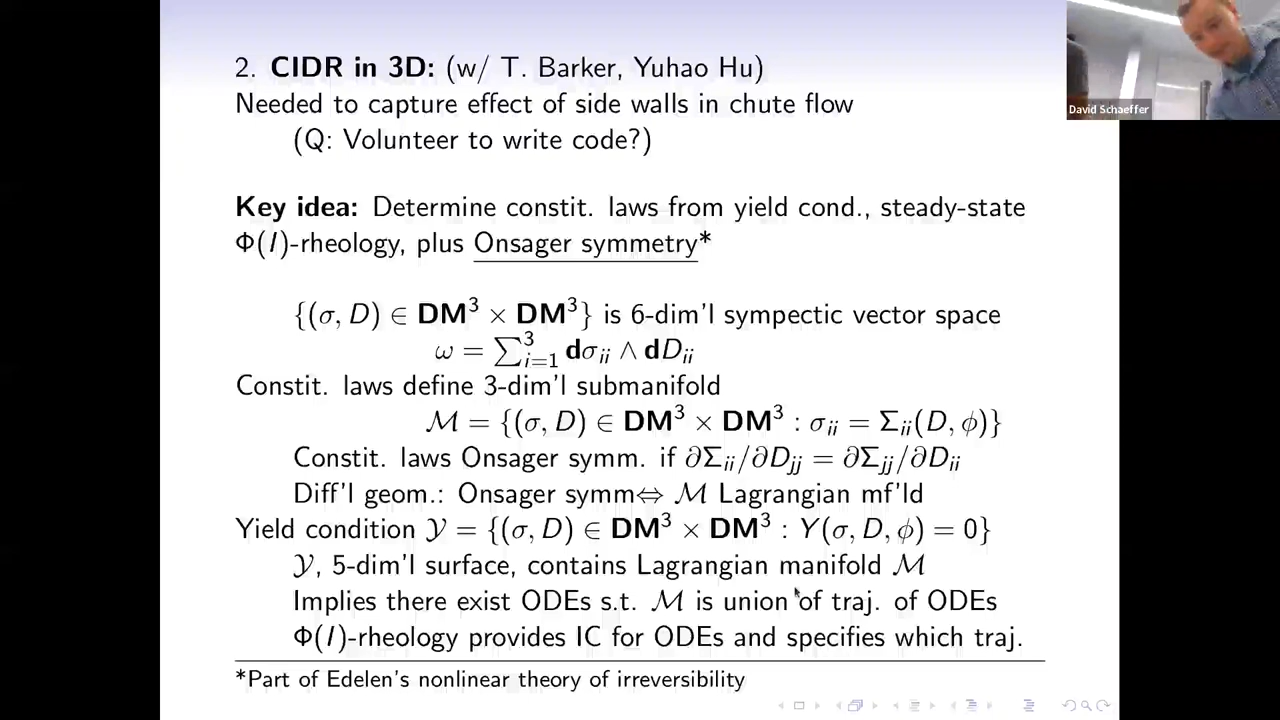 2. CIDR in 3D: (w/ T. Barker, Yuhao Hu)
Needed to capture effect of side walls in chute flow
(Q: Volunteer to write code?)
Key idea: Determine constit. laws from yield cond., steady-state
Φ(I)-rheology, plus Onsager symmetry*
{(σ, D) ∈ DM³ × DM³} is 6-dim'l sympectic vector space
ω = ∑³ᵢ₌₁ dσᵢᵢ ∧ dDᵢᵢ
Constit. laws define 3-dim'l submanifold
ℳ = {(σ, D) ∈ DM³ × DM³ : σᵢᵢ = Σᵢᵢ(D, ϕ)}
Constit. laws Onsager symm. if ∂Σᵢᵢ/∂Dⱼⱼ = ∂Σⱼⱼ/∂Dᵢᵢ
Diff'l geom.: Onsager symm⇔ ℳ Lagrangian mf'ld
Yield condition 𝒴 = {(σ, D) ∈ DM³ × DM³ : Y(σ, D, ϕ) = 0}
𝒴, 5-dim'l surface, contains Lagrangian manifold ℳ
Implies there exist ODEs s.t. ℳ is union of traj. of ODEs
Φ(I)-rheology provides IC for ODEs and specifies which traj.
*Part of Edelen's nonlinear theory of irreversibility
David Schaeffer